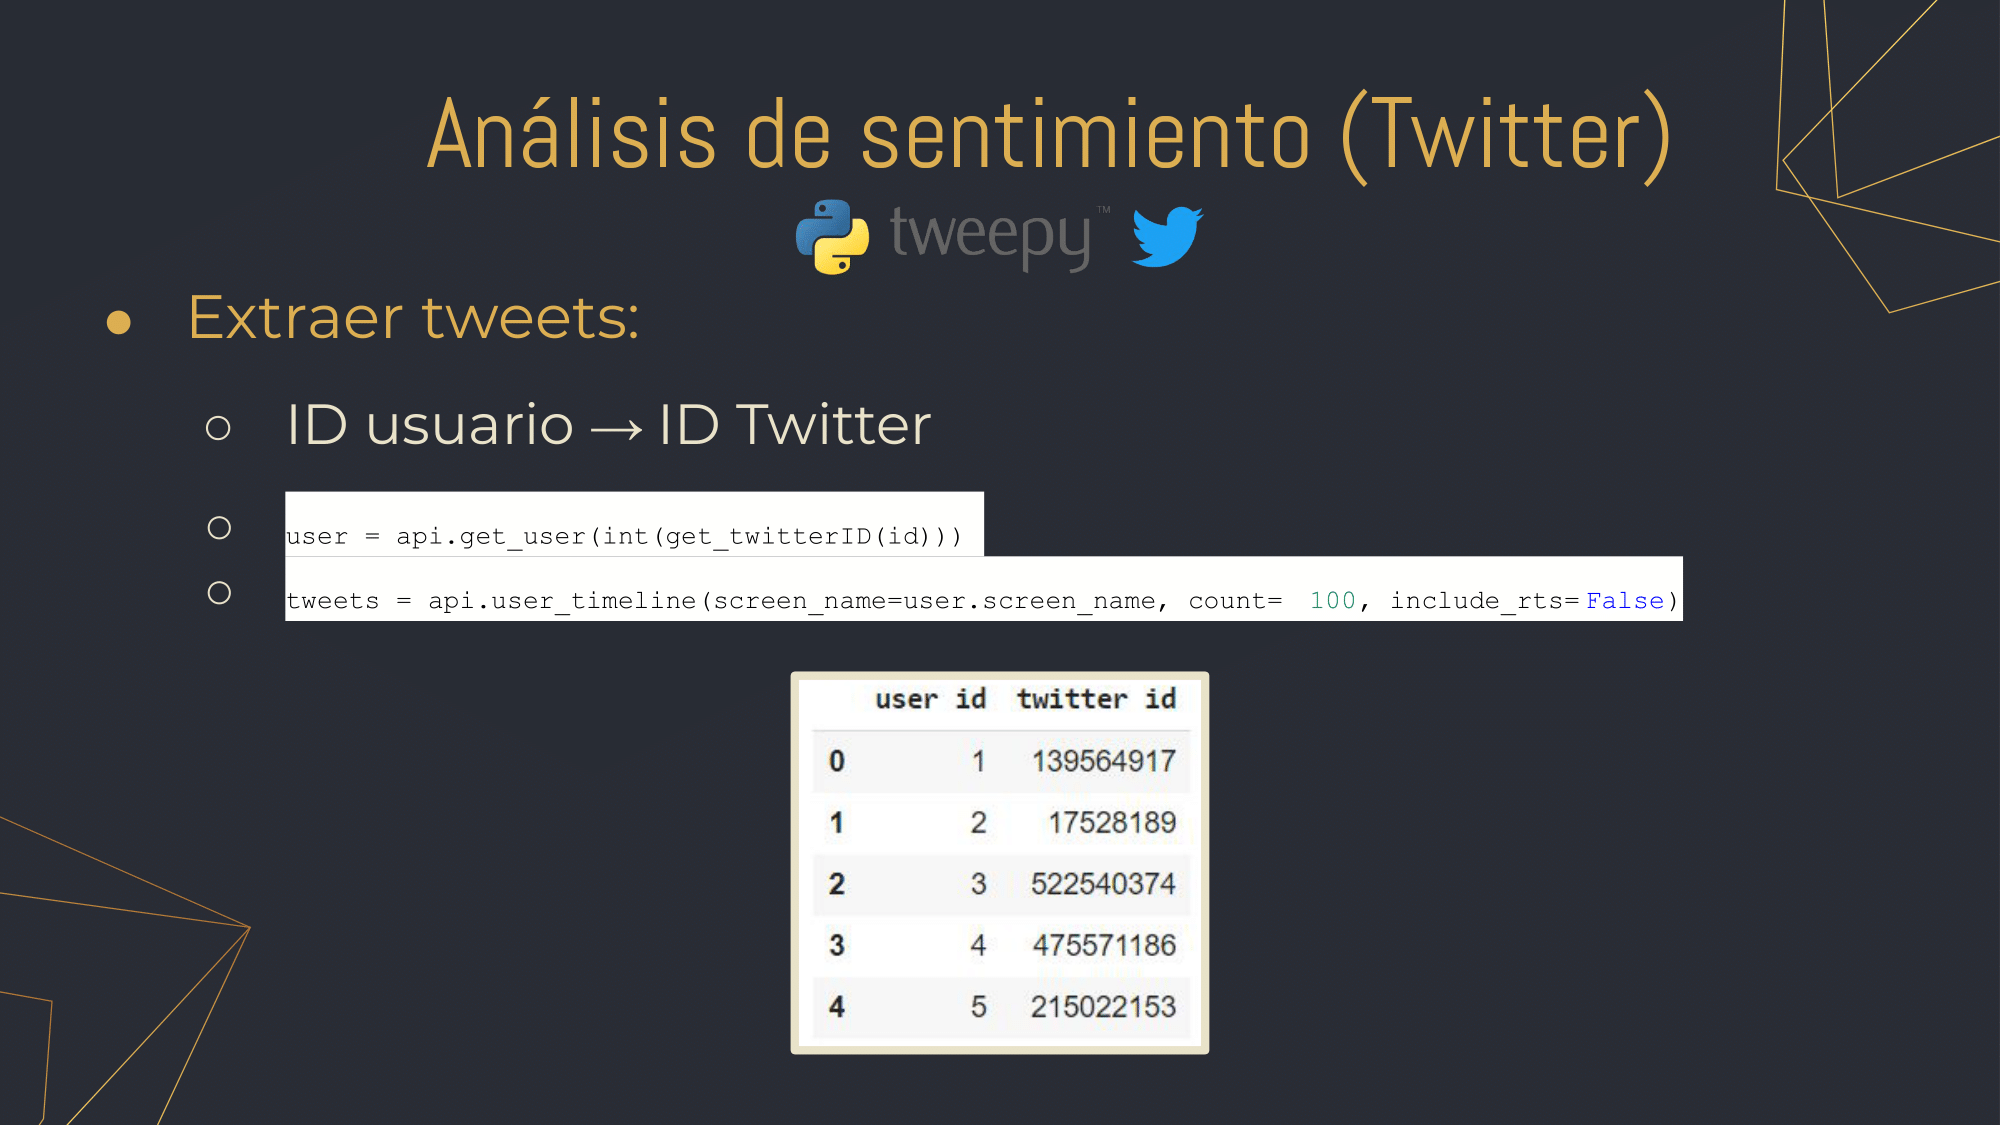 Análisis de sentimiento (Twitter)
tweepy™
● Extraer tweets:
○ ID usuario → ID Twitter
○ user = api.get_user(int(get_twitterID(id)))
○ tweets = api.user_timeline(screen_name=user.screen_name, count= 100, include_rts=False)
user id twitter id
0 1 139564917
1 2 17528189
2 3 522540374
3 4 475571186
4 5 215022153